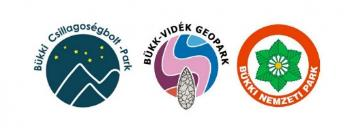 Bükki Csillagoségbolt -Park
BÜKK-VIDÉK GEOPARK
BÜKKI NEMZETI PARK